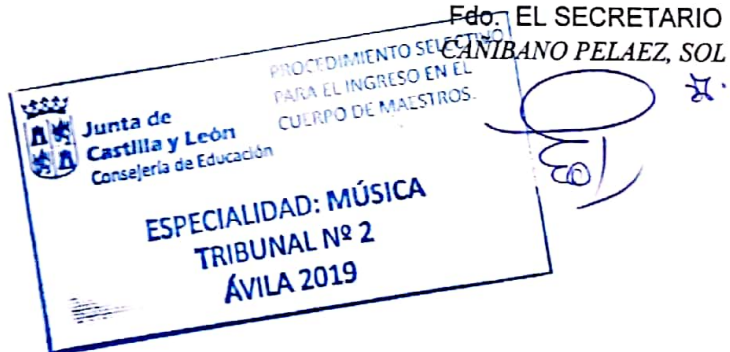 Fdo. EL SECRETARIO
CAÑIBANO PELAEZ, SOL
PROCEDIMIENTO SELECTIVO
PARA EL INGRESO EN EL
CUERPO DE MAESTROS.
Junta de
Castilla y León
Consejería de Educación
ESPECIALIDAD: MÚSICA
TRIBUNAL Nº 2
ÁVILA 2019